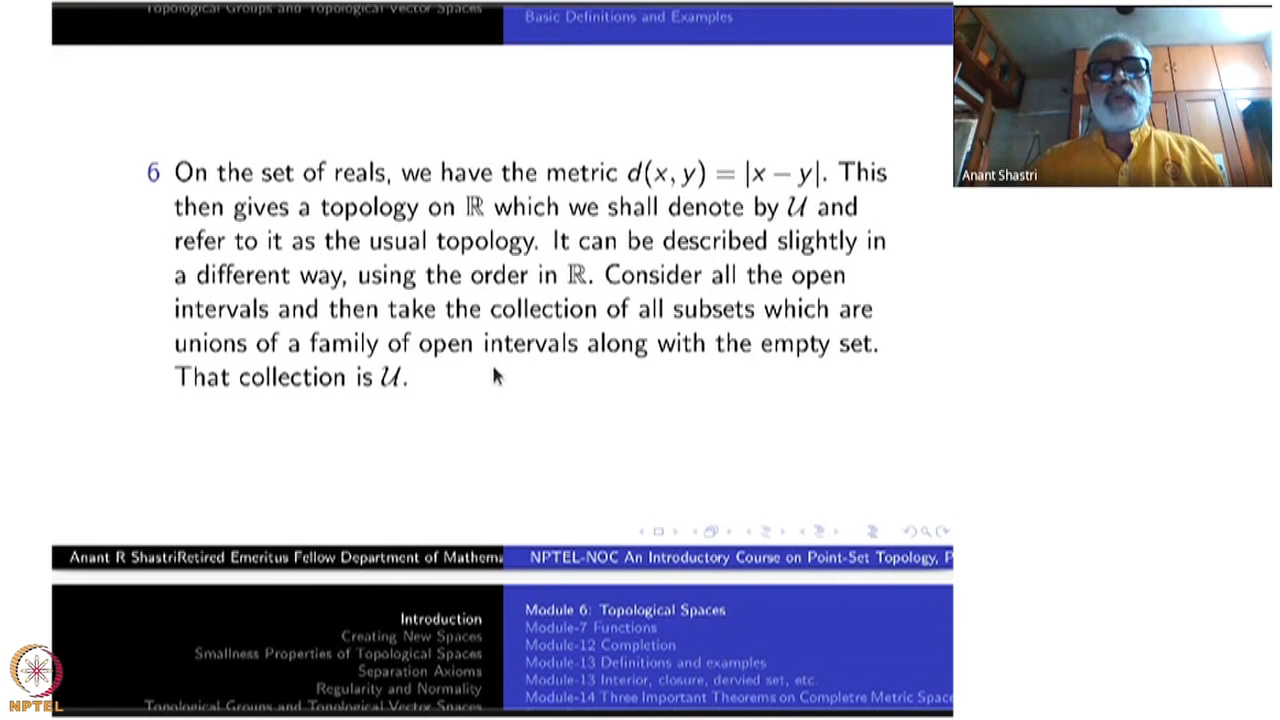 Topological Groups and Topological Vector Spaces
Basic Definitions and Examples
Anant Shastri
6 On the set of reals, we have the metric d(x, y) = |x − y|. This
then gives a topology on ℝ which we shall denote by 𝒰 and
refer to it as the usual topology. It can be described slightly in
a different way, using the order in ℝ. Consider all the open
intervals and then take the collection of all subsets which are
unions of a family of open intervals along with the empty set.
That collection is 𝒰.
Anant R ShastriRetired Emeritus Fellow Department of Mathema
NPTEL-NOC An Introductory Course on Point-Set Topology, P
Introduction
Creating New Spaces
Smallness Properties of Topological Spaces
Separation Axioms
Regularity and Normality
Topological Groups and Topological Vector Spaces
Module 6: Topological Spaces
Module-7 Functions
Module-12 Completion
Module-13 Definitions and examples
Module-13 Interior, closure, dervied set, etc.
Module-14 Three Important Theorems on Completre Metric Space
NPTEL